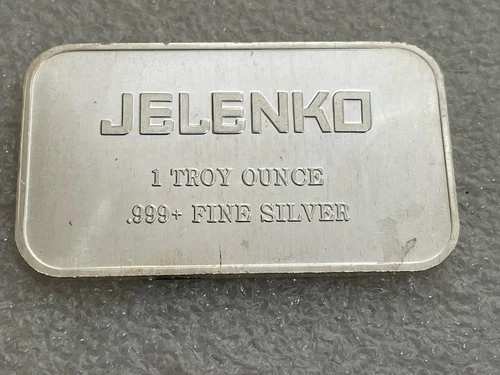 JELENKO
1 TROY OUNCE
.999+ FINE SILVER